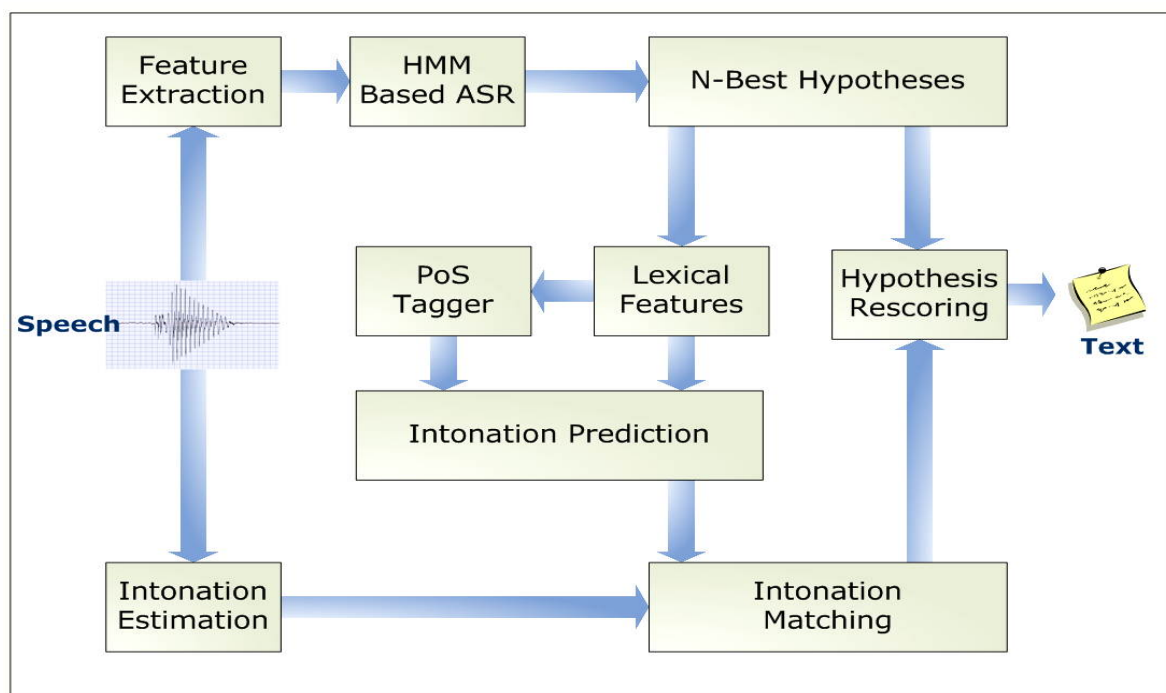 Feature
Extraction
HMM
Based ASR
N-Best Hypotheses
PoS
Tagger
Lexical
Features
Hypothesis
Rescoring
Speech
Text
Intonation Prediction
Intonation
Estimation
Intonation
Matching